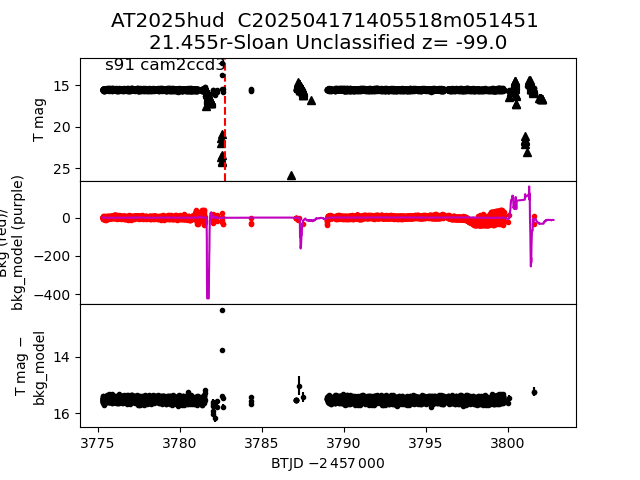 AT2025hud  C202504171405518m051451
21.455r-Sloan Unclassified z= -99.0
s91 cam2ccd3
T mag
15
20
25
Bkg (red)/
bkg_model (purple)
0
−200
−400
T mag −
bkg_model
14
16
3775
3780
3785
3790
3795
3800
BTJD −2 457 000